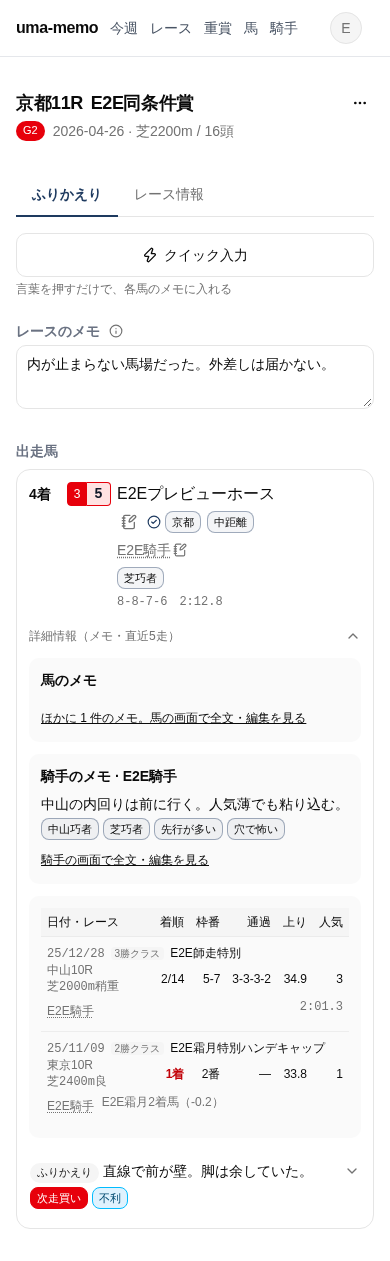 uma-memo 今週 レース 重賞 馬 騎手 E
京都11R E2E同条件賞 ···
G2 2026-04-26 · 芝2200m / 16頭
ふりかえり レース情報
クイック入力
言葉を押すだけで、各馬のメモに入れる
レースのメモ
内が止まらない馬場だった。外差しは届かない。
出走馬
4着 3 5 E2Eプレビューホース
京都 中距離
E2E騎手
芝巧者
8-8-7-6 2:12.8
詳細情報（メモ・直近5走）
馬のメモ
ほかに 1 件のメモ。馬の画面で全文・編集を見る
騎手のメモ · E2E騎手
中山の内回りは前に行く。人気薄でも粘り込む。
中山巧者 芝巧者 先行が多い 穴で怖い
騎手の画面で全文・編集を見る
日付・レース 着順 枠番 通過 上り 人気
25/12/28 3勝クラス E2E師走特別
中山10R
芝2000m稍重 2/14 5-7 3-3-3-2 34.9 3
E2E騎手 2:01.3
25/11/09 2勝クラス E2E霜月特別ハンデキャップ
東京10R
芝2400m良 1着 2番 — 33.8 1
E2E騎手 E2E霜月2着馬（-0.2）
ふりかえり 直線で前が壁。脚は余していた。
次走買い 不利